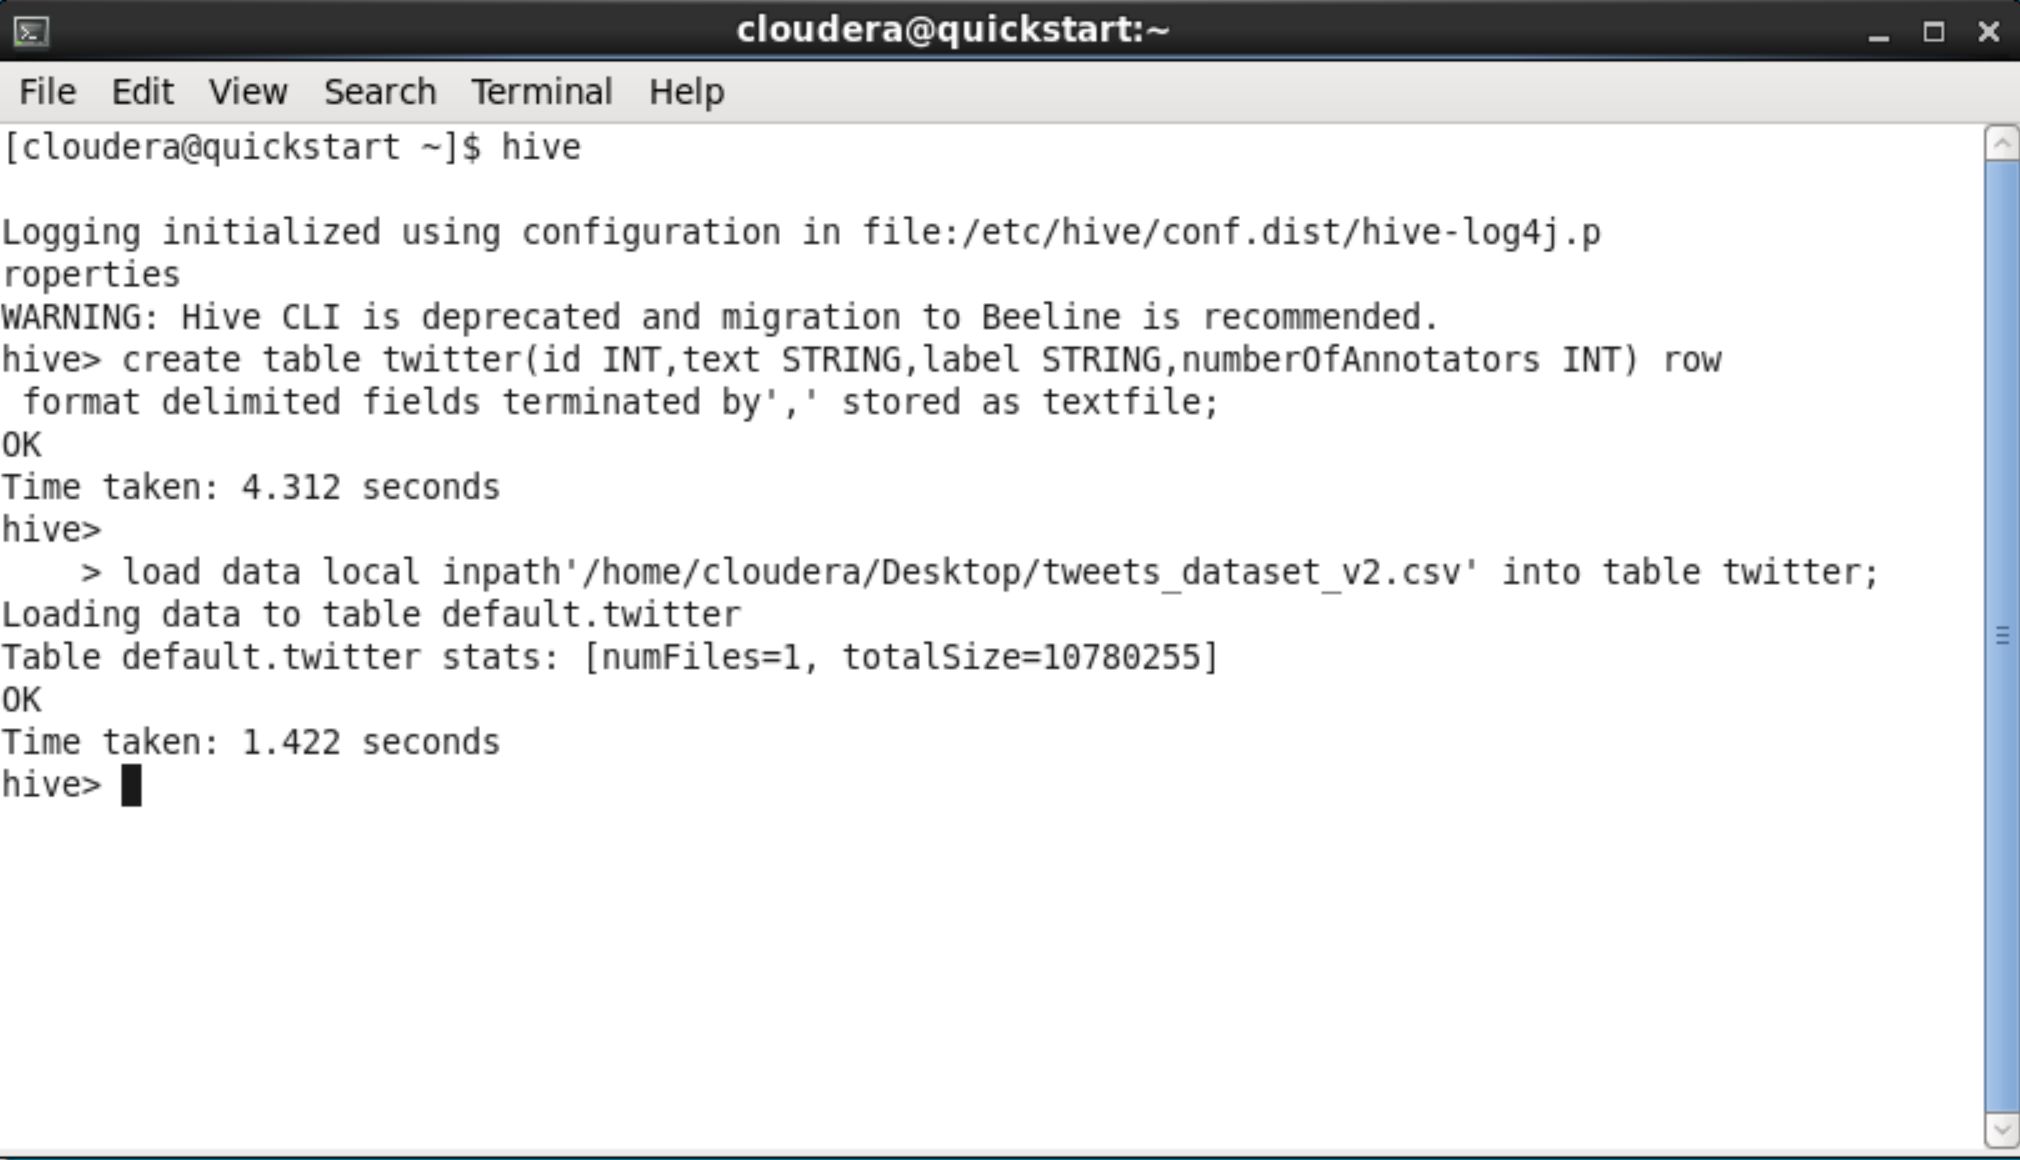 cloudera@quickstart:~
File Edit View Search Terminal Help
[cloudera@quickstart ~]$ hive
Logging initialized using configuration in file:/etc/hive/conf.dist/hive-log4j.p
roperties
WARNING: Hive CLI is deprecated and migration to Beeline is recommended.
hive> create table twitter(id INT,text STRING,label STRING,numberOfAnnotators INT) row
 format delimited fields terminated by',' stored as textfile;
OK
Time taken: 4.312 seconds
hive>
    > load data local inpath'/home/cloudera/Desktop/tweets_dataset_v2.csv' into table twitter;
Loading data to table default.twitter
Table default.twitter stats: [numFiles=1, totalSize=10780255]
OK
Time taken: 1.422 seconds
hive>